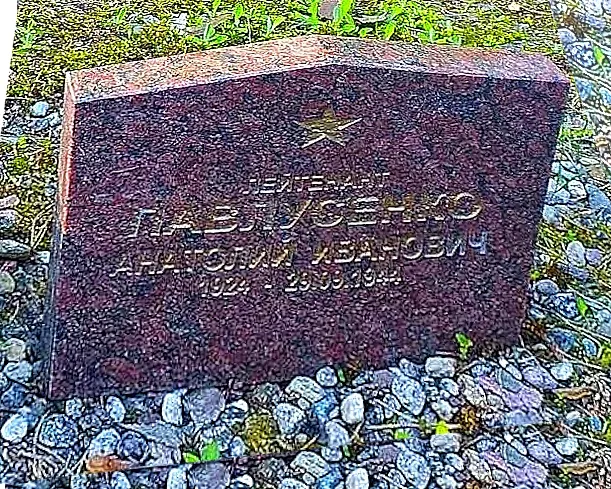 ЛЕЙТЕНАНТ
ПАВЛУСЕНКО
АНАТОЛИЙ ИВАНОВИЧ
1924 - 29.09.1944